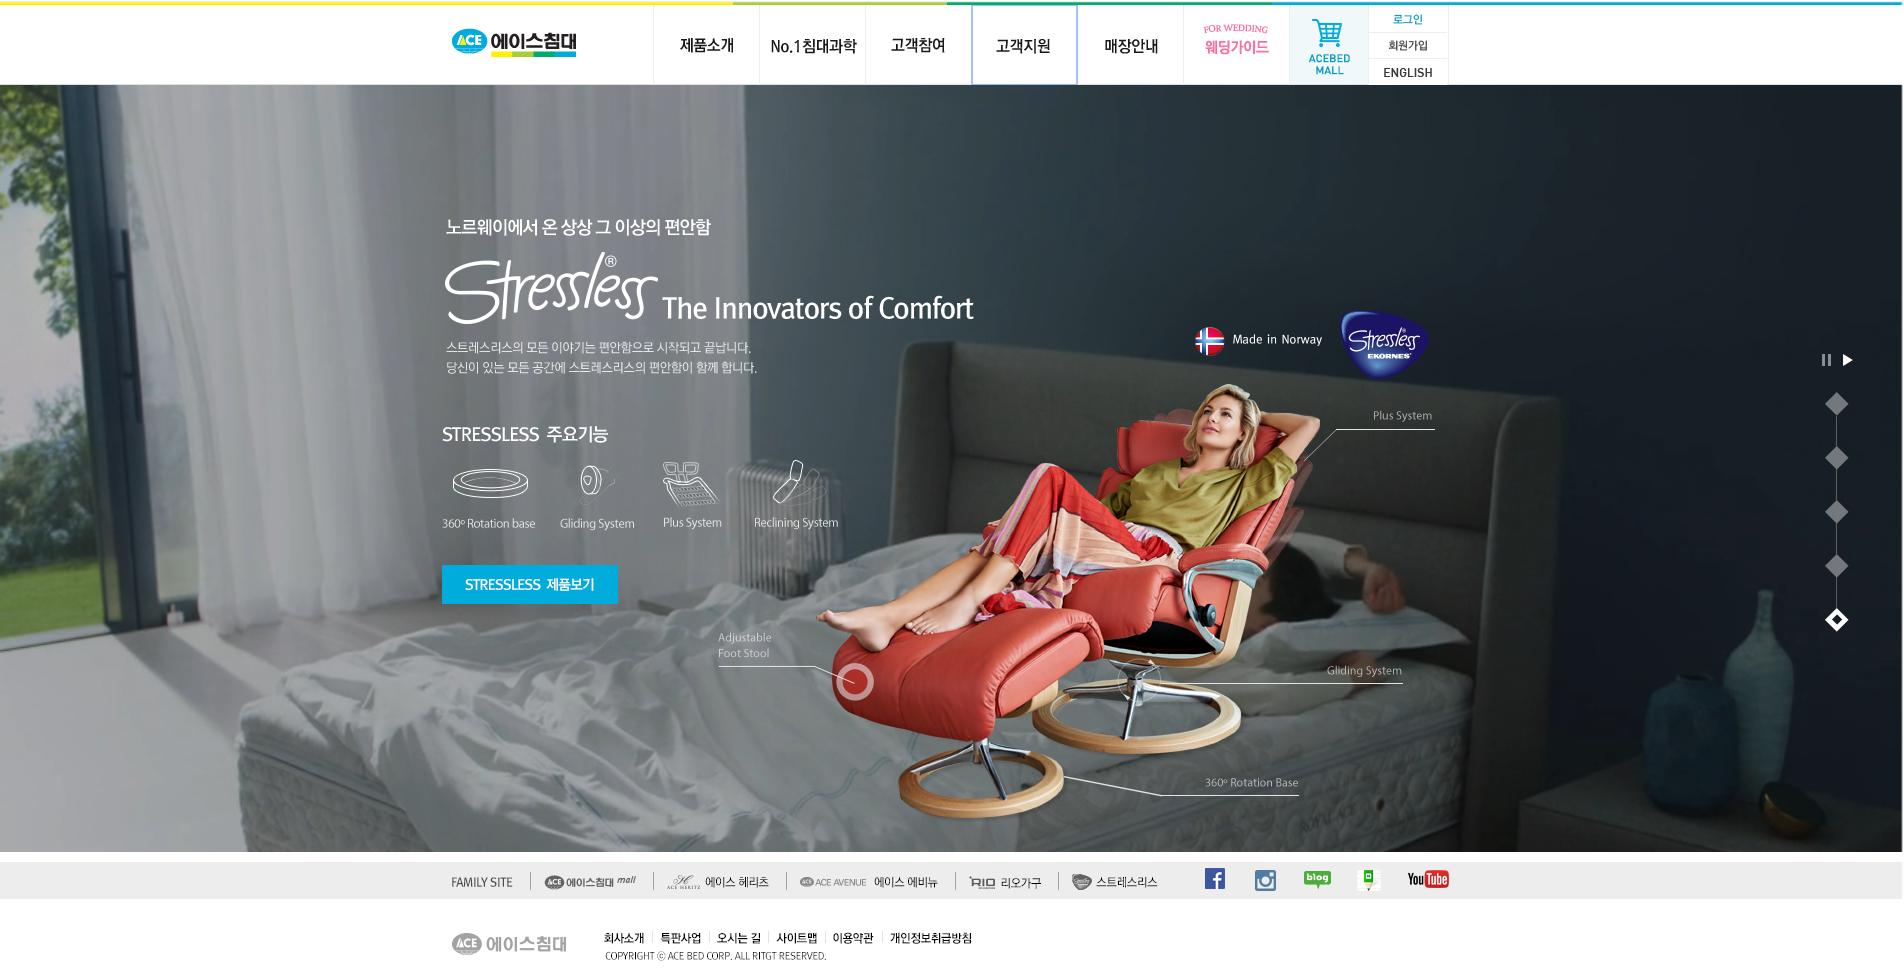 ACE 에이스침대
제품소개
No.1침대과학
고객참여
고객지원
매장안내
FOR WEDDING
웨딩가이드
ACEBED
MALL
로그인
회원가입
ENGLISH
노르웨이에서 온 상상 그 이상의 편안함
Stressless® The Innovators of Comfort
스트레스리스의 모든 이야기는 편안함으로 시작되고 끝납니다.
당신이 있는 모든 공간에 스트레스리스의 편안함이 함께 합니다.
Made in Norway
Stressless®
EKORNES
Plus System
STRESSLESS 주요기능
360º Rotation base
Gliding System
Plus System
Reclining System
STRESSLESS 제품보기
Adjustable
Foot Stool
Gliding System
360º Rotation Base
FAMILY SITE
ACE 에이스침대 mall
ACE HERITZ 에이스 헤리츠
ACE AVENUE 에이스 에비뉴
RIO 리오가구
스트레스리스
f
blog
YouTube
ACE 에이스침대
회사소개
특판사업
오시는 길
사이트맵
이용약관
개인정보취급방침
COPYRIGHT ⓒ ACE BED CORP. ALL RITGT RESERVED.